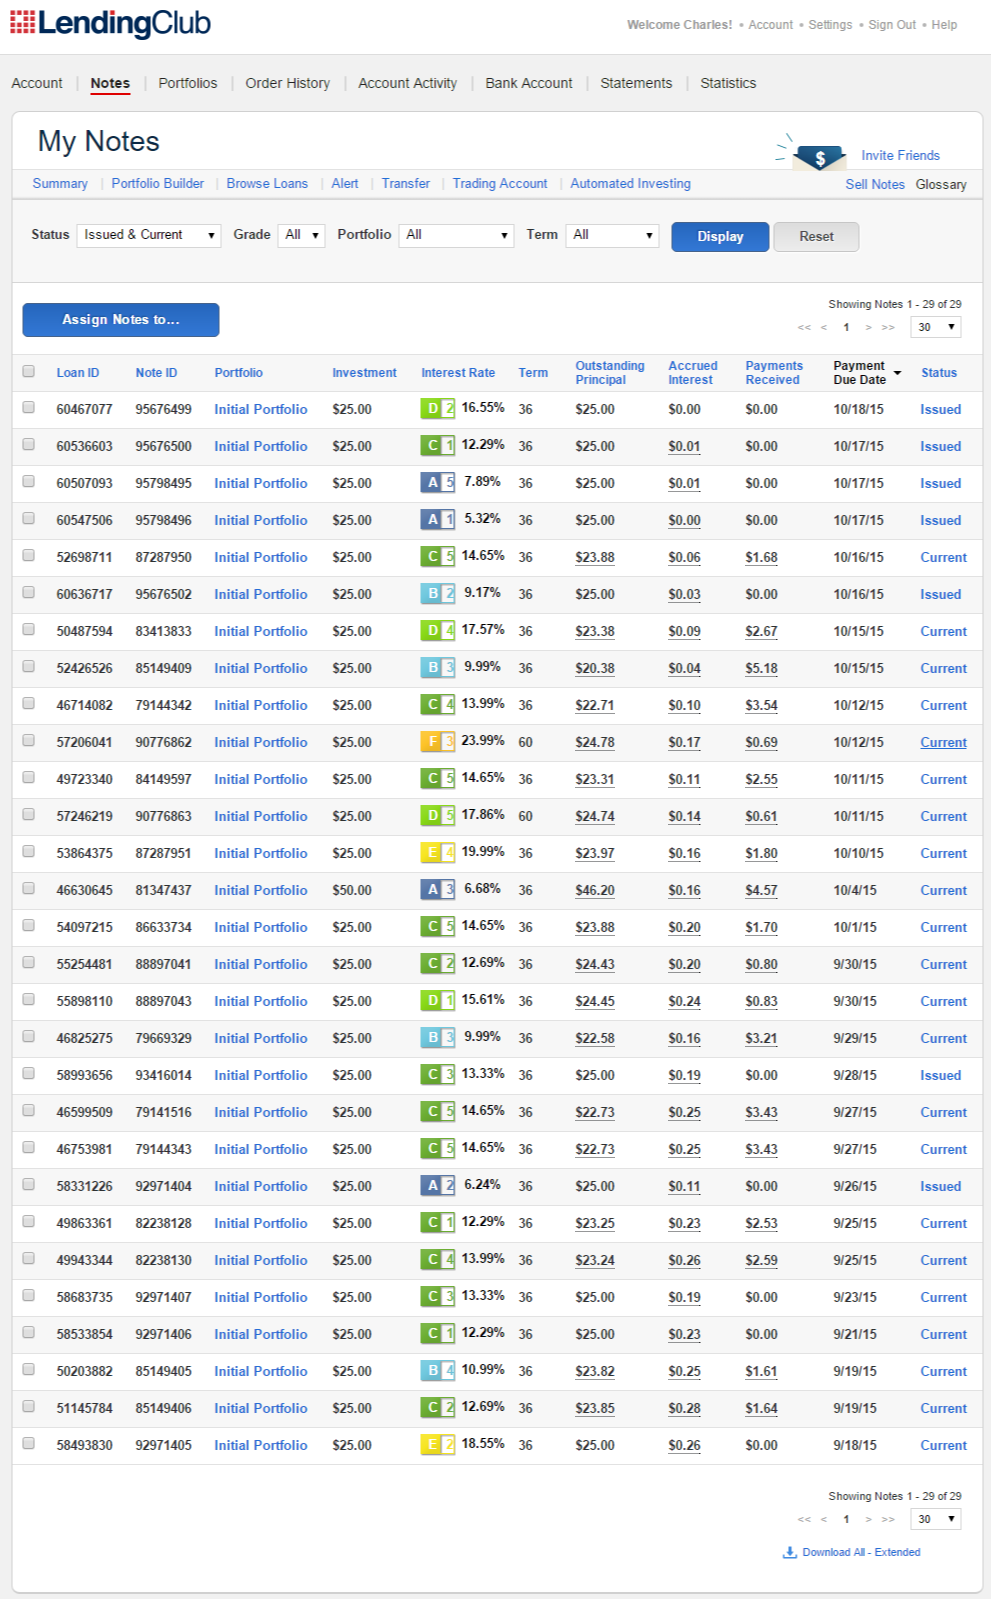 LendingClub
Welcome Charles! • Account • Settings • Sign Out • Help
Account | Notes | Portfolios | Order History | Account Activity | Bank Account | Statements | Statistics
My Notes
$ Invite Friends
Summary | Portfolio Builder | Browse Loans | Alert | Transfer | Trading Account | Automated Investing
Sell Notes Glossary
Status Issued & Current Grade All Portfolio All Term All Display Reset
Showing Notes 1 - 29 of 29
Assign Notes to...
<< < 1 > >> 30
Loan ID Note ID Portfolio Investment Interest Rate Term Outstanding Principal Accrued Interest Payments Received Payment Due Date Status
60467077 95676499 Initial Portfolio $25.00 D 2 16.55% 36 $25.00 $0.00 $0.00 10/18/15 Issued
60536603 95676500 Initial Portfolio $25.00 C 1 12.29% 36 $25.00 $0.01 $0.00 10/17/15 Issued
60507093 95798495 Initial Portfolio $25.00 A 5 7.89% 36 $25.00 $0.01 $0.00 10/17/15 Issued
60547506 95798496 Initial Portfolio $25.00 A 1 5.32% 36 $25.00 $0.00 $0.00 10/17/15 Issued
52698711 87287950 Initial Portfolio $25.00 C 5 14.65% 36 $23.88 $0.06 $1.68 10/16/15 Current
60636717 95676502 Initial Portfolio $25.00 B 2 9.17% 36 $25.00 $0.03 $0.00 10/16/15 Issued
50487594 83413833 Initial Portfolio $25.00 D 4 17.57% 36 $23.38 $0.09 $2.67 10/15/15 Current
52426526 85149409 Initial Portfolio $25.00 B 3 9.99% 36 $20.38 $0.04 $5.18 10/15/15 Current
46714082 79144342 Initial Portfolio $25.00 C 4 13.99% 36 $22.71 $0.10 $3.54 10/12/15 Current
57206041 90776862 Initial Portfolio $25.00 F 3 23.99% 60 $24.78 $0.17 $0.69 10/12/15 Current
49723340 84149597 Initial Portfolio $25.00 C 5 14.65% 36 $23.31 $0.11 $2.55 10/11/15 Current
57246219 90776863 Initial Portfolio $25.00 D 5 17.86% 60 $24.74 $0.14 $0.61 10/11/15 Current
53864375 87287951 Initial Portfolio $25.00 E 4 19.99% 36 $23.97 $0.16 $1.80 10/10/15 Current
46630645 81347437 Initial Portfolio $50.00 A 3 6.68% 36 $46.20 $0.16 $4.57 10/4/15 Current
54097215 86633734 Initial Portfolio $25.00 C 5 14.65% 36 $23.88 $0.20 $1.70 10/1/15 Current
55254481 88897041 Initial Portfolio $25.00 C 2 12.69% 36 $24.43 $0.20 $0.80 9/30/15 Current
55898110 88897043 Initial Portfolio $25.00 D 1 15.61% 36 $24.45 $0.24 $0.83 9/30/15 Current
46825275 79669329 Initial Portfolio $25.00 B 3 9.99% 36 $22.58 $0.16 $3.21 9/29/15 Current
58993656 93416014 Initial Portfolio $25.00 C 3 13.33% 36 $25.00 $0.19 $0.00 9/28/15 Issued
46599509 79141516 Initial Portfolio $25.00 C 5 14.65% 36 $22.73 $0.25 $3.43 9/27/15 Current
46753981 79144343 Initial Portfolio $25.00 C 5 14.65% 36 $22.73 $0.25 $3.43 9/27/15 Current
58331226 92971404 Initial Portfolio $25.00 A 2 6.24% 36 $25.00 $0.11 $0.00 9/26/15 Issued
49863361 82238128 Initial Portfolio $25.00 C 1 12.29% 36 $23.25 $0.23 $2.53 9/25/15 Current
49943344 82238130 Initial Portfolio $25.00 C 4 13.99% 36 $23.24 $0.26 $2.59 9/25/15 Current
58683735 92971407 Initial Portfolio $25.00 C 3 13.33% 36 $25.00 $0.19 $0.00 9/23/15 Current
58533854 92971406 Initial Portfolio $25.00 C 1 12.29% 36 $25.00 $0.23 $0.00 9/21/15 Current
50203882 85149405 Initial Portfolio $25.00 B 4 10.99% 36 $23.82 $0.25 $1.61 9/19/15 Current
51145784 85149406 Initial Portfolio $25.00 C 2 12.69% 36 $23.85 $0.28 $1.64 9/19/15 Current
58493830 92971405 Initial Portfolio $25.00 E 2 18.55% 36 $25.00 $0.26 $0.00 9/18/15 Current
Showing Notes 1 - 29 of 29
<< < 1 > >> 30
Download All - Extended